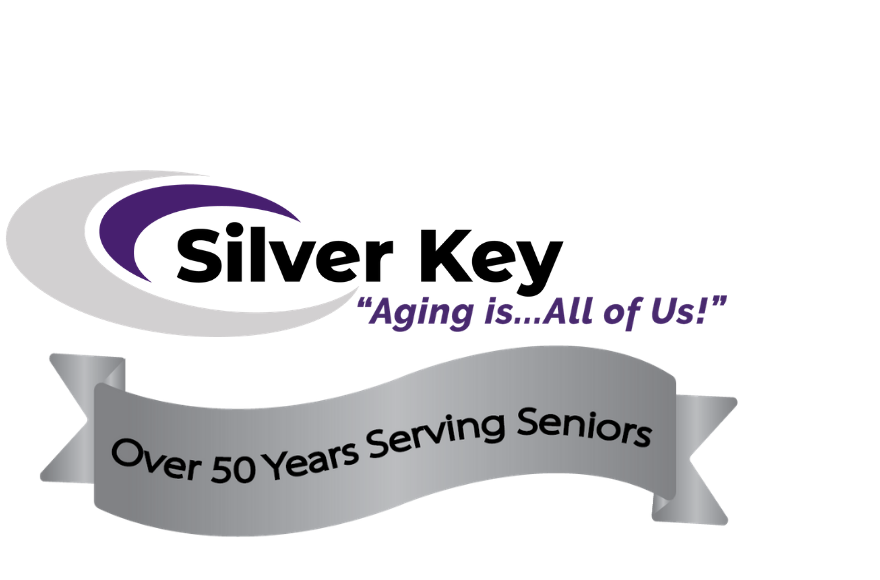 Silver Key
“Aging is...All of Us!”
Over 50 Years Serving Seniors